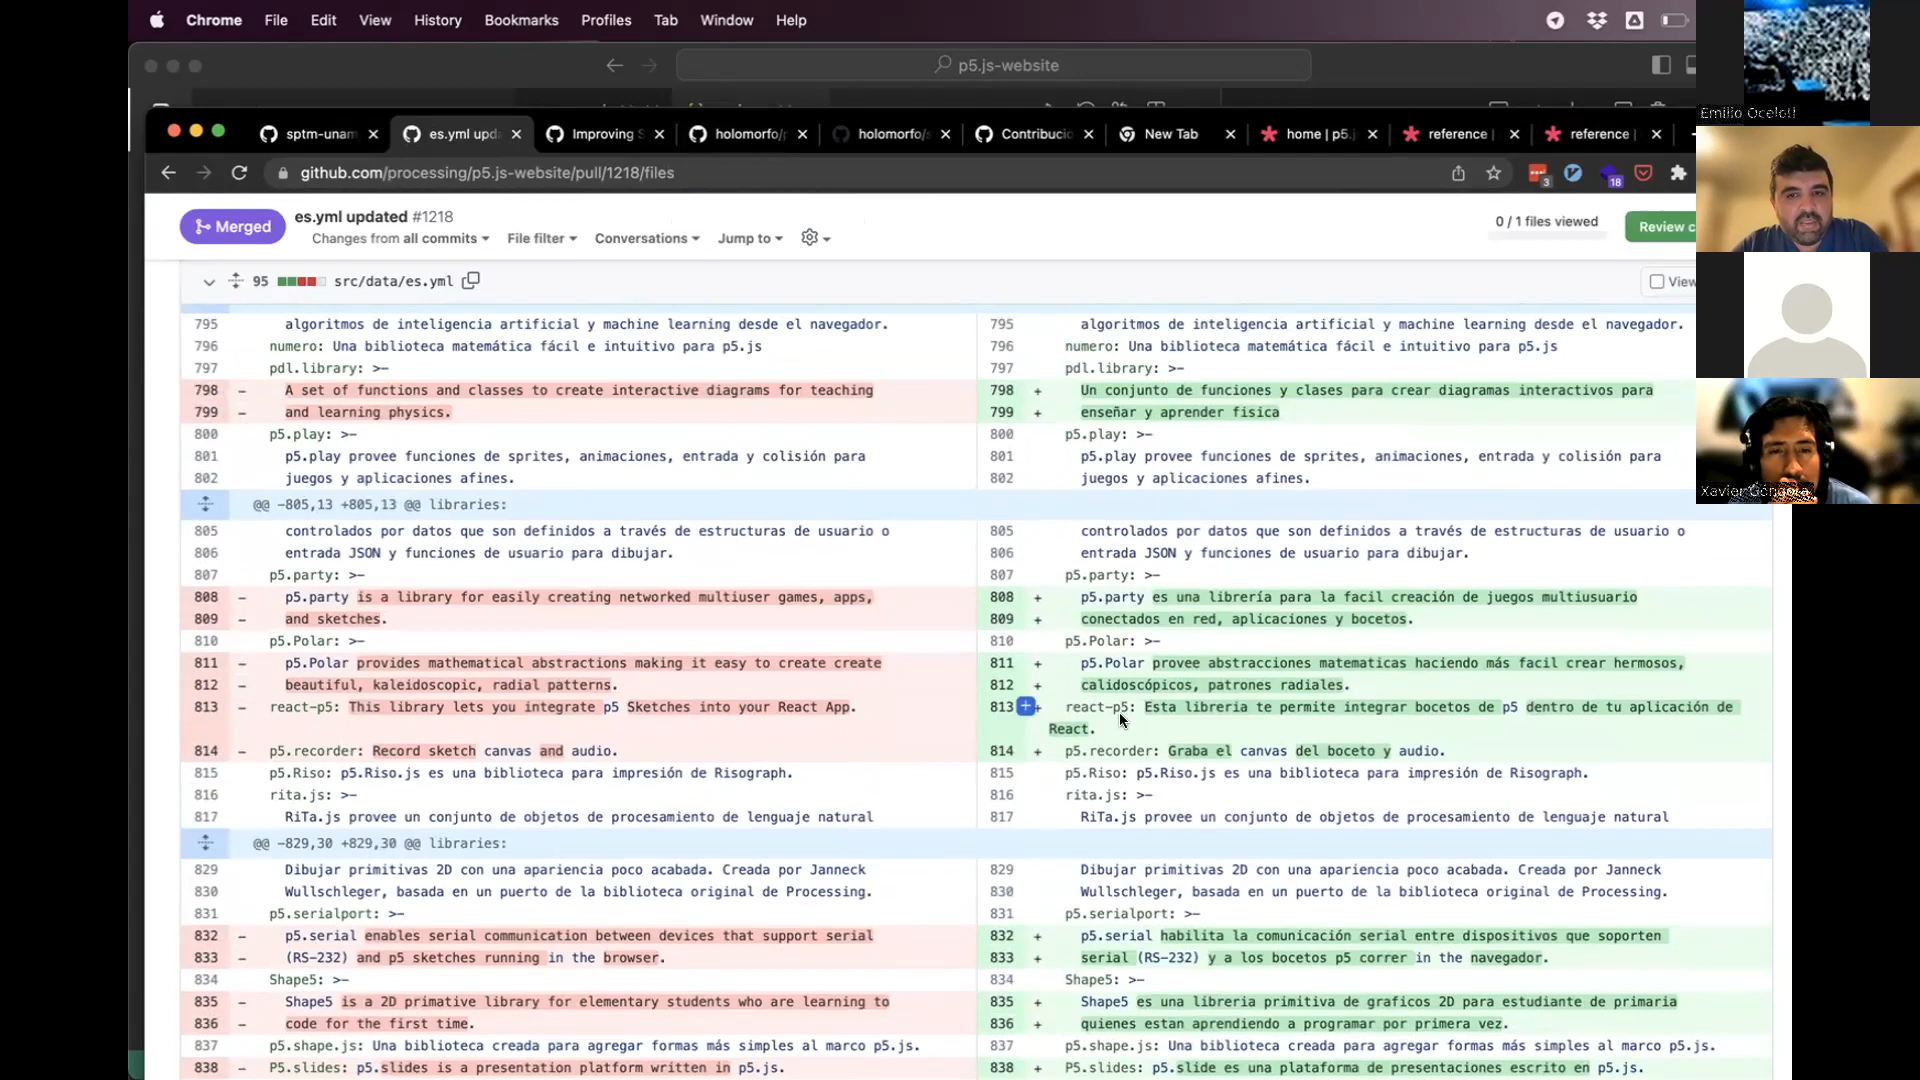 Chrome File Edit View History Bookmarks Profiles Tab Window Help
p5.js-website
sptm-unam es.yml upd Improving S holomorfo/ holomorfo/ Contribucio New Tab home | p5.j reference | reference |
github.com/processing/p5.js-website/pull/1218/files 3 18
Merged
es.yml updated #1218
Changes from all commits File filter Conversations Jump to
0 / 1 files viewed
Review c
95 src/data/es.yml
View
795 algoritmos de inteligencia artificial y machine learning desde el navegador. 795 algoritmos de inteligencia artificial y machine learning desde el navegador.
796 numero: Una biblioteca matemática fácil e intuitivo para p5.js 796 numero: Una biblioteca matemática fácil e intuitivo para p5.js
797 pdl.library: >- 797 pdl.library: >-
798 - A set of functions and classes to create interactive diagrams for teaching 798 + Un conjunto de funciones y clases para crear diagramas interactivos para
799 - and learning physics. 799 + enseñar y aprender fisica
800 p5.play: >- 800 p5.play: >-
801 p5.play provee funciones de sprites, animaciones, entrada y colisión para 801 p5.play provee funciones de sprites, animaciones, entrada y colisión para
802 juegos y aplicaciones afines. 802 juegos y aplicaciones afines.
@@ -805,13 +805,13 @@ libraries:
805 controlados por datos que son definidos a través de estructuras de usuario o 805 controlados por datos que son definidos a través de estructuras de usuario o
806 entrada JSON y funciones de usuario para dibujar. 806 entrada JSON y funciones de usuario para dibujar.
807 p5.party: >- 807 p5.party: >-
808 - p5.party is a library for easily creating networked multiuser games, apps, 808 + p5.party es una librería para la facil creación de juegos multiusuario
809 - and sketches. 809 + conectados en red, aplicaciones y bocetos.
810 p5.Polar: >- 810 p5.Polar: >-
811 - p5.Polar provides mathematical abstractions making it easy to create create 811 + p5.Polar provee abstracciones matematicas haciendo más facil crear hermosos,
812 - beautiful, kaleidoscopic, radial patterns. 812 + calidoscópicos, patrones radiales.
813 - react-p5: This library lets you integrate p5 Sketches into your React App. 813 + react-p5: Esta libreria te permite integrar bocetos de p5 dentro de tu aplicación de
React.
814 - p5.recorder: Record sketch canvas and audio. 814 + p5.recorder: Graba el canvas del boceto y audio.
815 p5.Riso: p5.Riso.js es una biblioteca para impresión de Risograph. 815 p5.Riso: p5.Riso.js es una biblioteca para impresión de Risograph.
816 rita.js: >- 816 rita.js: >-
817 RiTa.js provee un conjunto de objetos de procesamiento de lenguaje natural 817 RiTa.js provee un conjunto de objetos de procesamiento de lenguaje natural
@@ -829,30 +829,30 @@ libraries:
829 Dibujar primitivas 2D con una apariencia poco acabada. Creada por Janneck 829 Dibujar primitivas 2D con una apariencia poco acabada. Creada por Janneck
830 Wullschleger, basada en un puerto de la biblioteca original de Processing. 830 Wullschleger, basada en un puerto de la biblioteca original de Processing.
831 p5.serialport: >- 831 p5.serialport: >-
832 - p5.serial enables serial communication between devices that support serial 832 + p5.serial habilita la comunicación serial entre dispositivos que soporten
833 - (RS-232) and p5 sketches running in the browser. 833 + serial (RS-232) y a los bocetos p5 correr in the navegador.
834 Shape5: >- 834 Shape5: >-
835 - Shape5 is a 2D primative library for elementary students who are learning to 835 + Shape5 es una libreria primitiva de graficos 2D para estudiante de primaria
836 - code for the first time. 836 + quienes estan aprendiendo a programar por primera vez.
837 p5.shape.js: Una biblioteca creada para agregar formas más simples al marco p5.js. 837 p5.shape.js: Una biblioteca creada para agregar formas más simples al marco p5.js.
838 - P5.slides: p5.slides is a presentation platform written in p5.js. 838 + P5.slides: p5.slide es una plataforma de presentaciones escrito en p5.js.
Emilio Ocelotl
Xavier Góngora